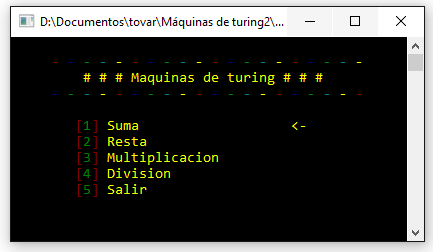 D:\Documentos\tovar\Máquinas de turing2\...
- - - - - - - - - - - - - - - - - - - -
# # # Maquinas de turing # # #
- - - - - - - - - - - - - - - - - - - -
[1] Suma <-
[2] Resta
[3] Multiplicacion
[4] Division
[5] Salir